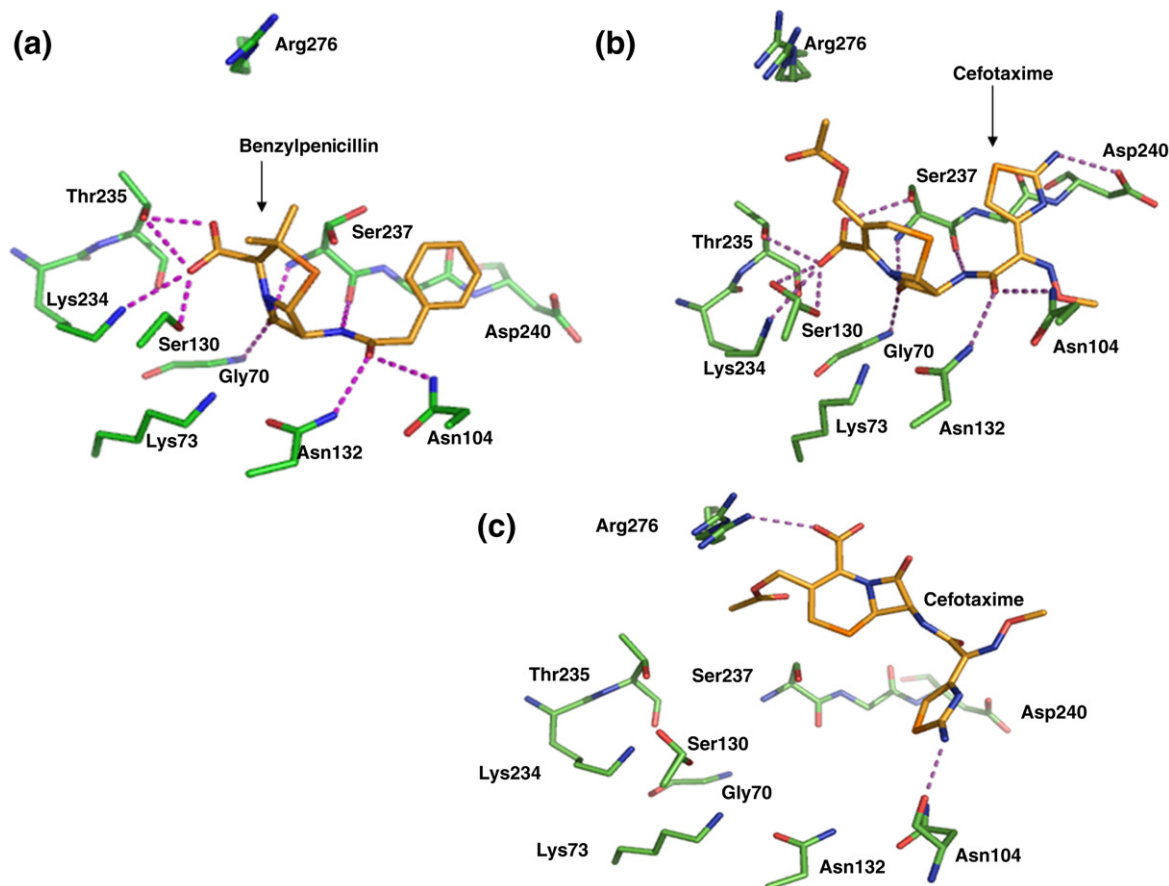 (a)
Arg276
Benzylpenicillin
Thr235
Ser237
Lys234
Ser130
Asp240
Gly70
Lys73
Asn132
Asn104
(b)
Arg276
Cefotaxime
Asp240
Ser237
Thr235
Ser130
Lys234
Gly70
Asn104
Lys73
Asn132
(c)
Arg276
Cefotaxime
Thr235
Ser237
Asp240
Ser130
Lys234
Gly70
Lys73
Asn132
Asn104